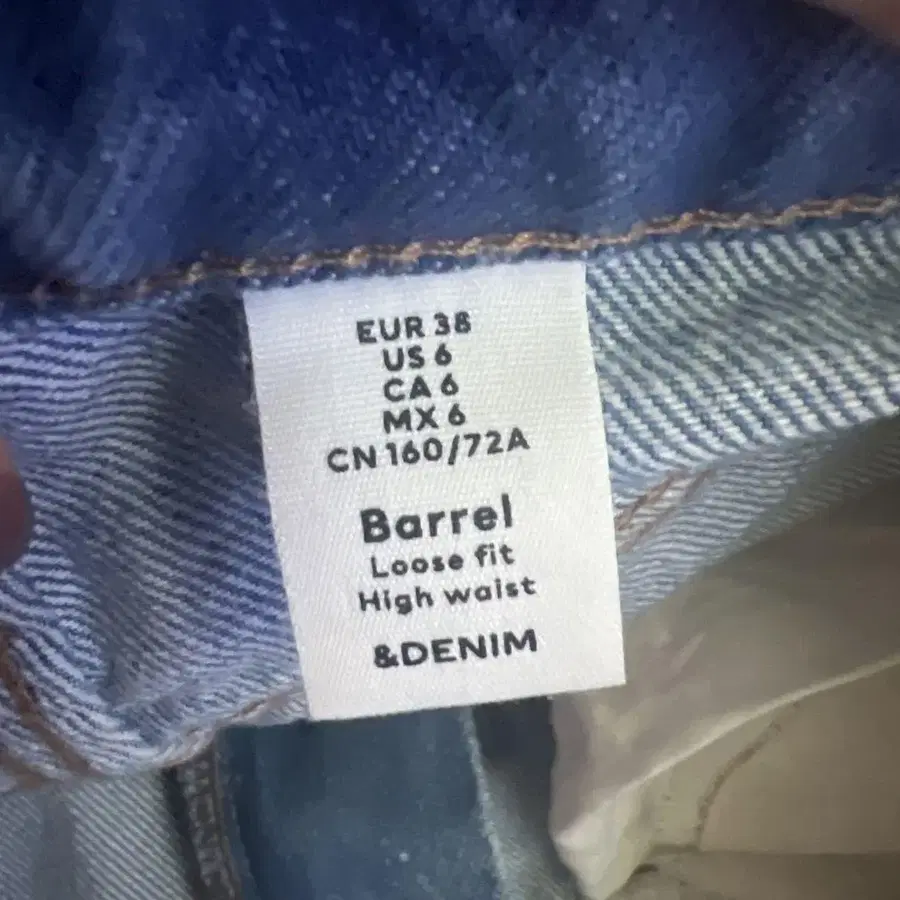 EUR 38
US 6
CA 6
MX 6
CN 160/72A
Barrel
Loose fit
High waist
&DENIM